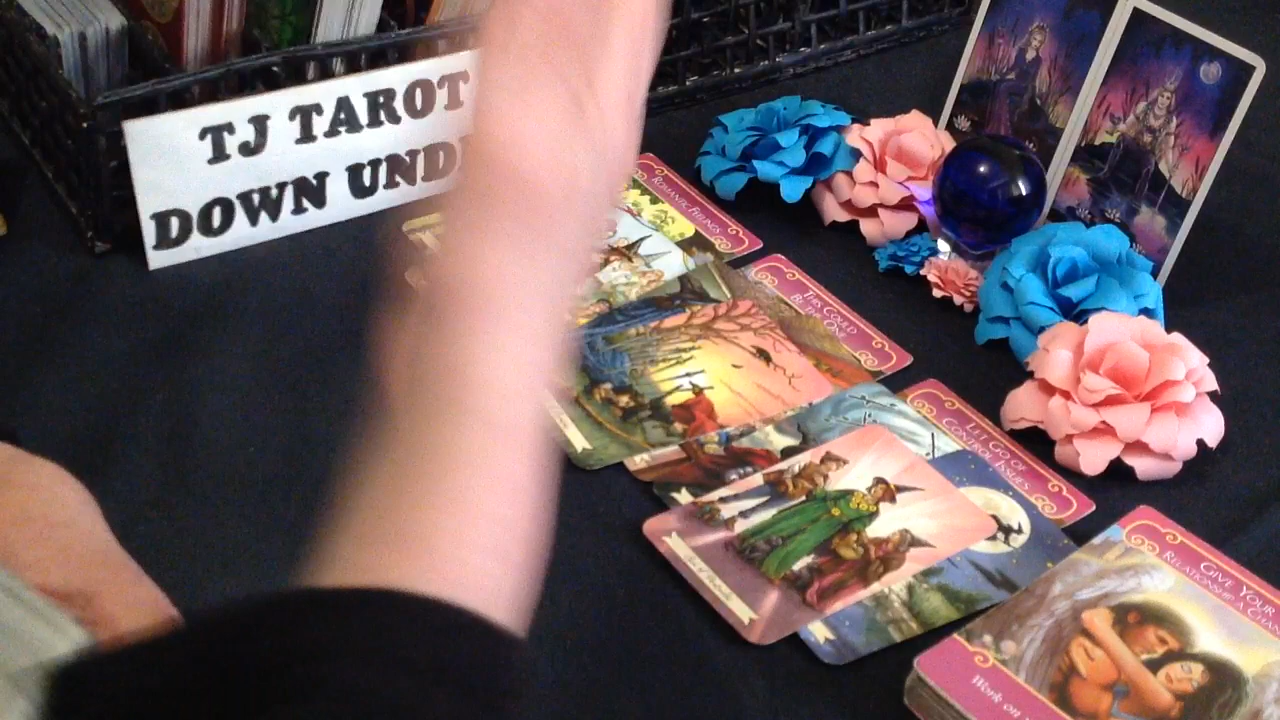 TJ TAROT
DOWN UND
ROMANTIC FEELINGS
THIS COULD
BE THE ONE
LET GO OF
CONTROL ISSUES
GIVE YOUR
RELATIONSHIP A CHAN
Work on